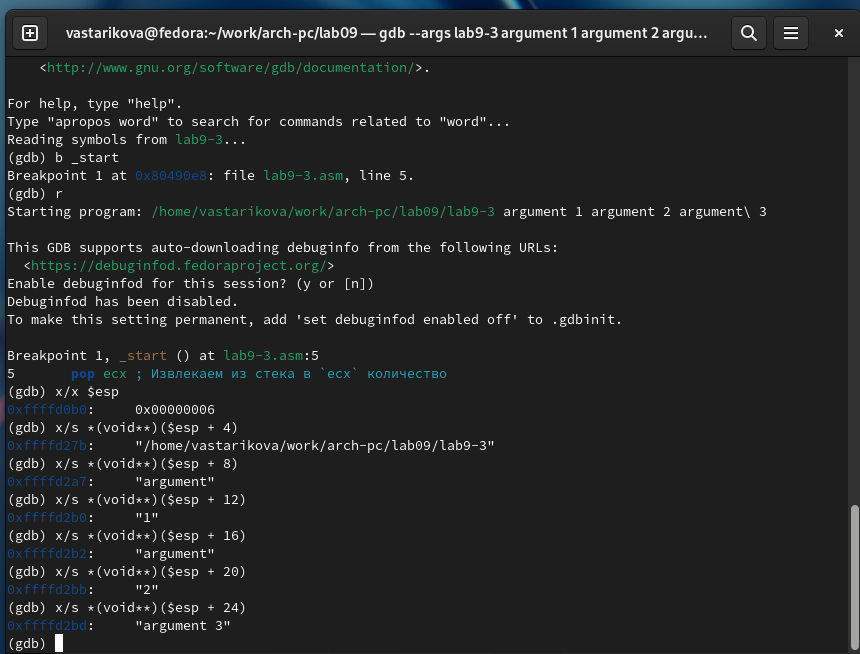 vastarikova@fedora:~/work/arch-pc/lab09 — gdb --args lab9-3 argument 1 argument 2 argu...
<http://www.gnu.org/software/gdb/documentation/>.
For help, type "help".
Type "apropos word" to search for commands related to "word"...
Reading symbols from lab9-3...
(gdb) b _start
Breakpoint 1 at 0x80490e8: file lab9-3.asm, line 5.
(gdb) r
Starting program: /home/vastarikova/work/arch-pc/lab09/lab9-3 argument 1 argument 2 argument\ 3
This GDB supports auto-downloading debuginfo from the following URLs:
<https://debuginfod.fedoraproject.org/>
Enable debuginfod for this session? (y or [n])
Debuginfod has been disabled.
To make this setting permanent, add 'set debuginfod enabled off' to .gdbinit.
Breakpoint 1, _start () at lab9-3.asm:5
5 pop ecx ; Извлекаем из стека в `ecx` количество
(gdb) x/x $esp
0xffffd0b0: 0x00000006
(gdb) x/s *(void**)($esp + 4)
0xffffd27b: "/home/vastarikova/work/arch-pc/lab09/lab9-3"
(gdb) x/s *(void**)($esp + 8)
0xffffd2a7: "argument"
(gdb) x/s *(void**)($esp + 12)
0xffffd2b0: "1"
(gdb) x/s *(void**)($esp + 16)
0xffffd2b2: "argument"
(gdb) x/s *(void**)($esp + 20)
0xffffd2bb: "2"
(gdb) x/s *(void**)($esp + 24)
0xffffd2bd: "argument 3"
(gdb)